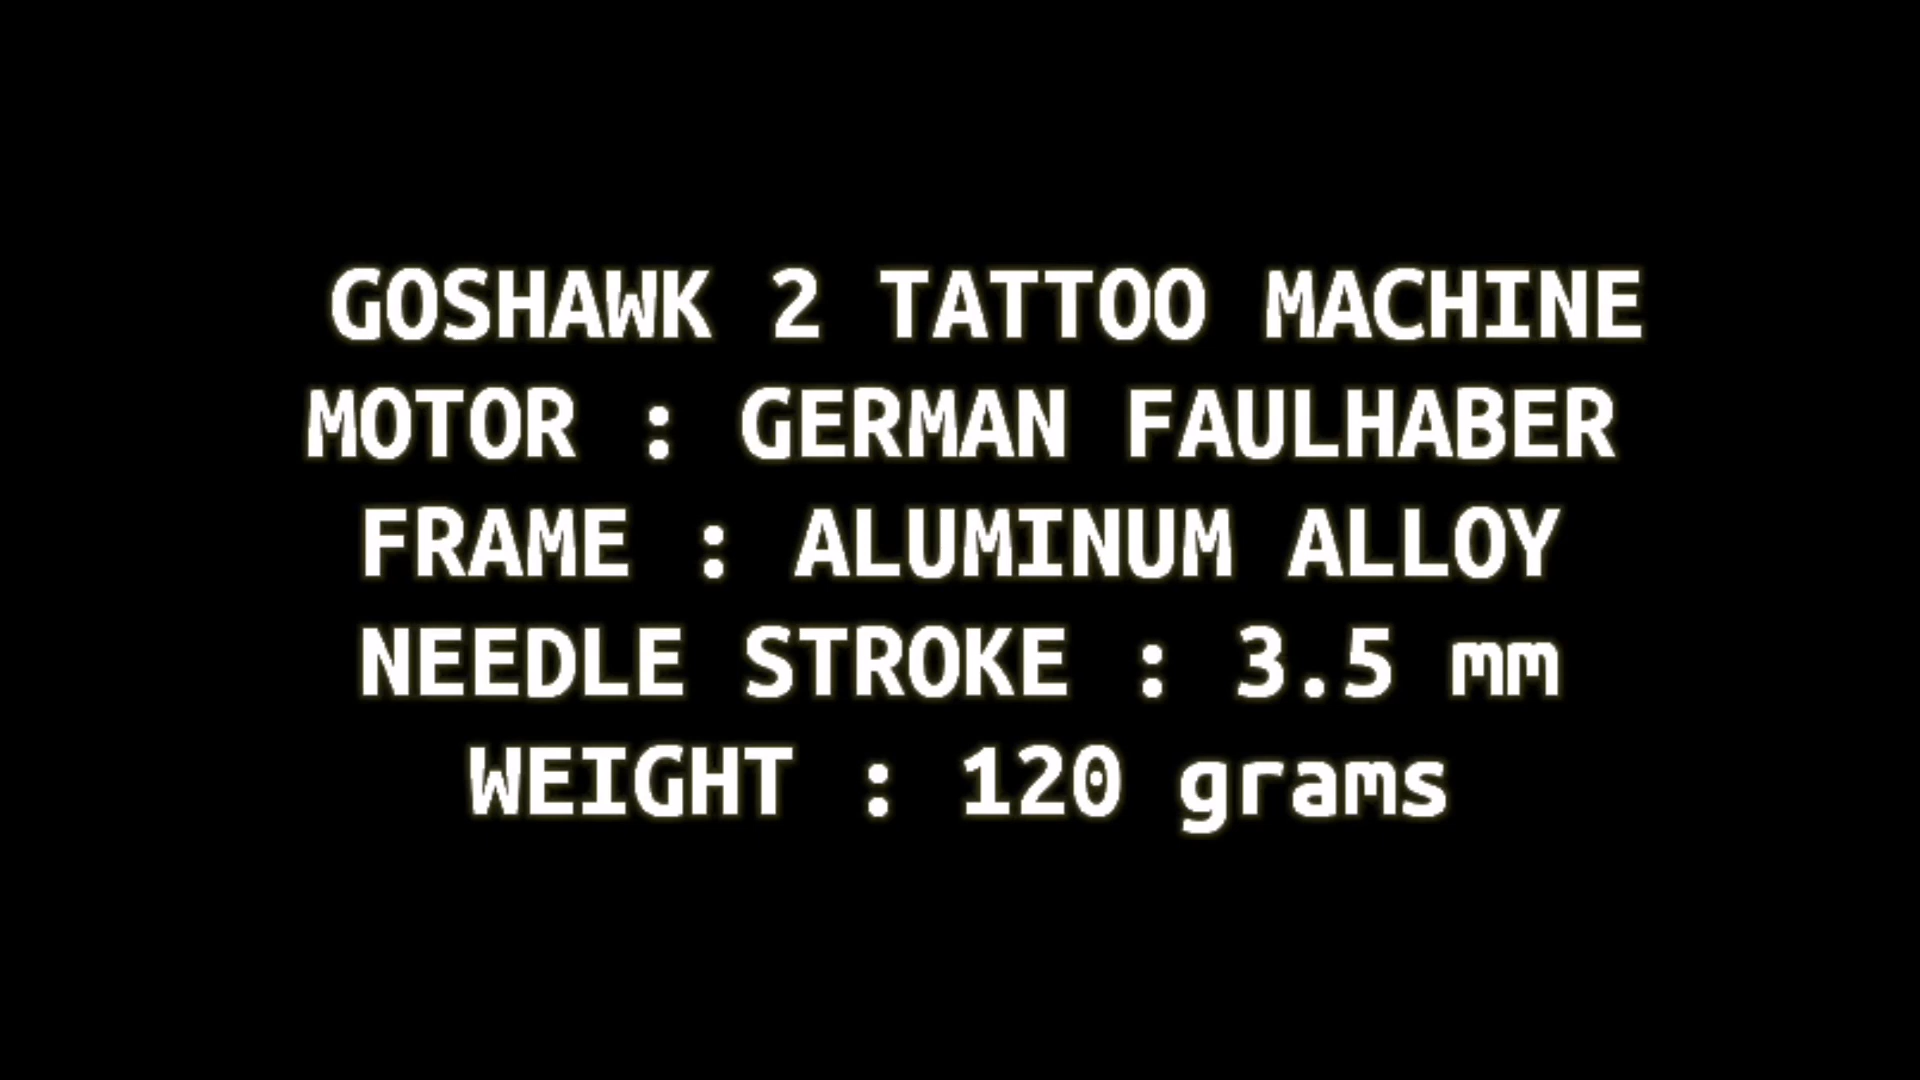 GOSHAWK 2 TATTOO MACHINE
MOTOR : GERMAN FAULHABER
FRAME : ALUMINUM ALLOY
NEEDLE STROKE : 3.5 mm
WEIGHT : 120 grams